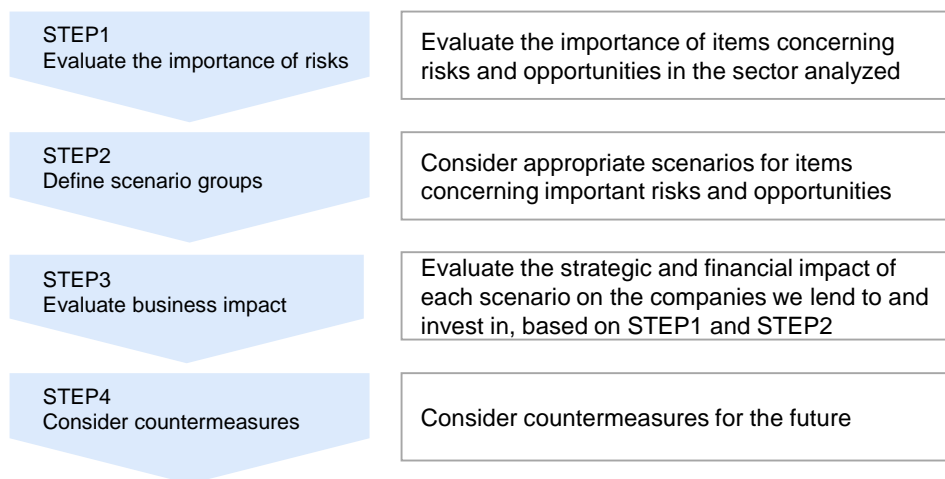 STEP1
Evaluate the importance of risks
Evaluate the importance of items concerning
risks and opportunities in the sector analyzed
STEP2
Define scenario groups
Consider appropriate scenarios for items
concerning important risks and opportunities
STEP3
Evaluate business impact
Evaluate the strategic and financial impact of
each scenario on the companies we lend to and
invest in, based on STEP1 and STEP2
STEP4
Consider countermeasures
Consider countermeasures for the future